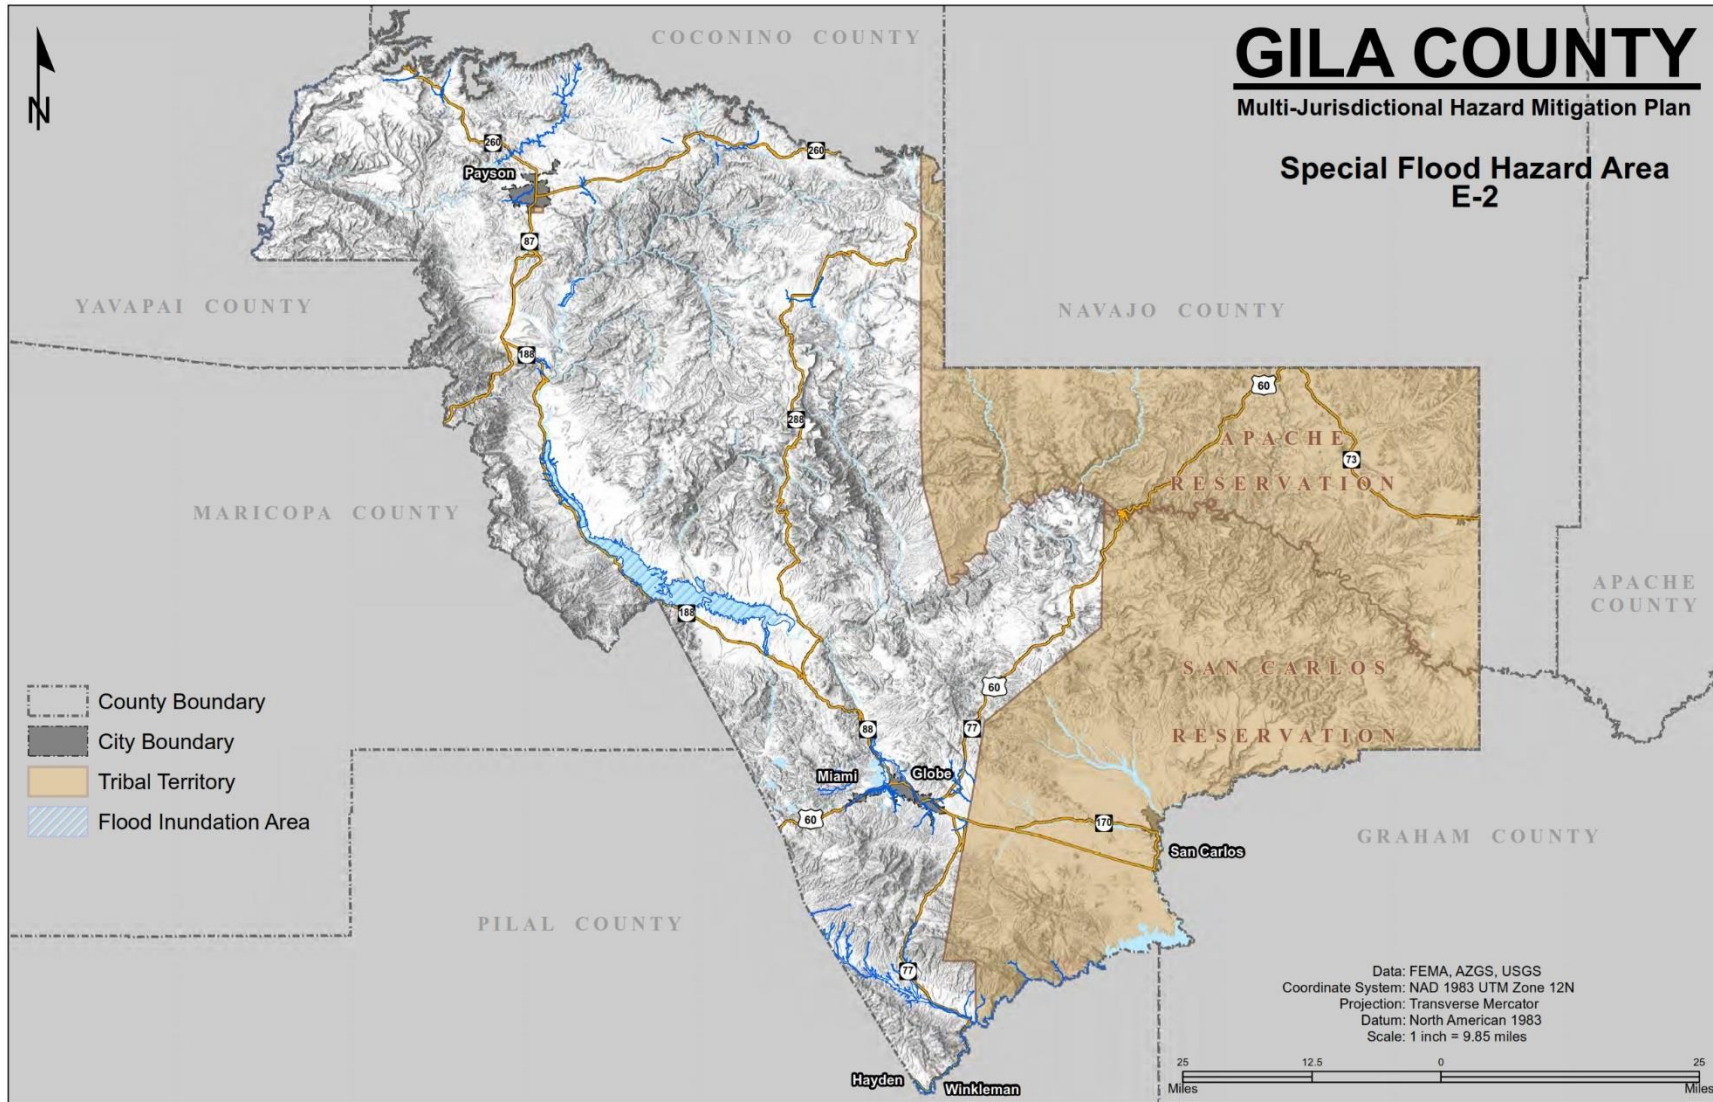 GILA COUNTY
Multi-Jurisdictional Hazard Mitigation Plan
Special Flood Hazard Area
E-2
N
COCONINO COUNTY
260
260
Payson
87
YAVAPAI COUNTY
NAVAJO COUNTY
188
60
288
APACHE
RESERVATION
73
MARICOPA COUNTY
APACHE
COUNTY
188
SAN CARLOS
RESERVATION
60
77
88
Miami
Globe
60
170
San Carlos
GRAHAM COUNTY
PILAL COUNTY
77
Hayden
Winkleman
County Boundary
City Boundary
Tribal Territory
Flood Inundation Area
Data: FEMA, AZGS, USGS
Coordinate System: NAD 1983 UTM Zone 12N
Projection: Transverse Mercator
Datum: North American 1983
Scale: 1 inch = 9.85 miles
25 12.5 0 25
Miles Miles